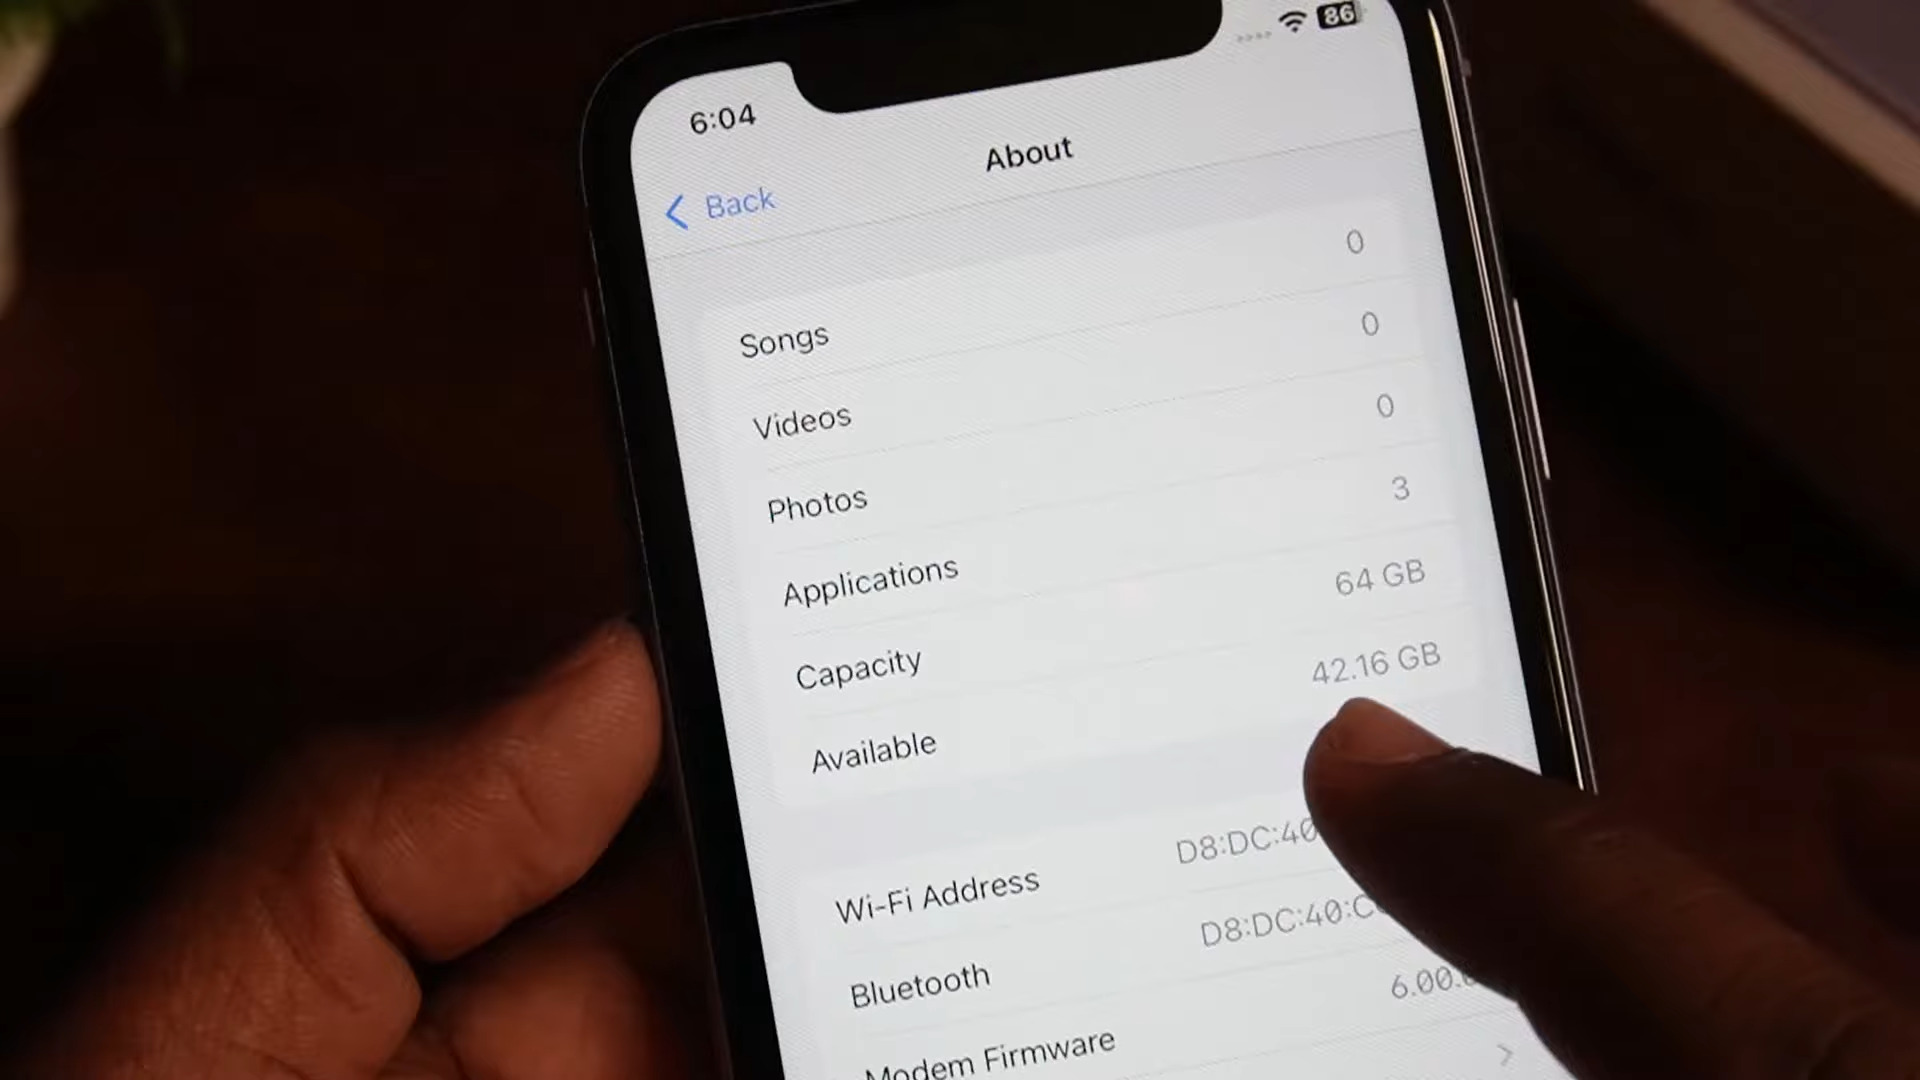 6:04
86
About
Back
Songs 0
Videos 0
Photos 0
Applications 3
Capacity 64 GB
Available 42.16 GB
Wi-Fi Address D8:DC:40
Bluetooth D8:DC:40:C
Modem Firmware 6.00.